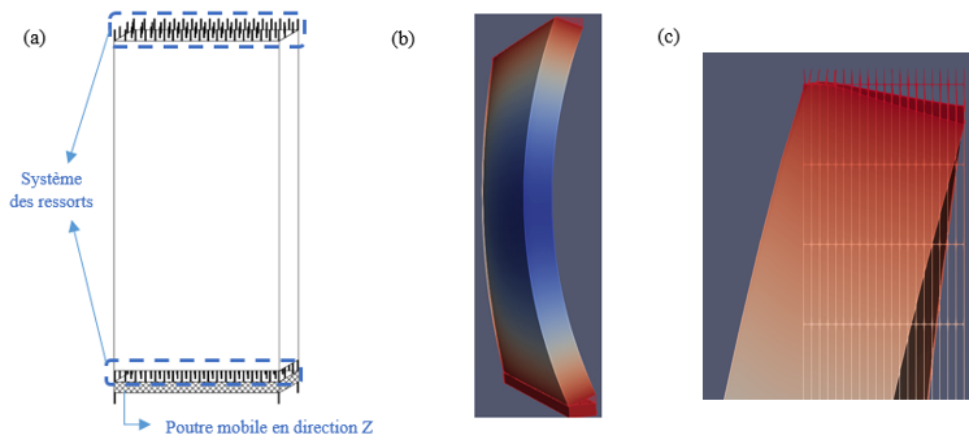 (a)
(b)
(c)
Système
des ressorts
Poutre mobile en direction Z